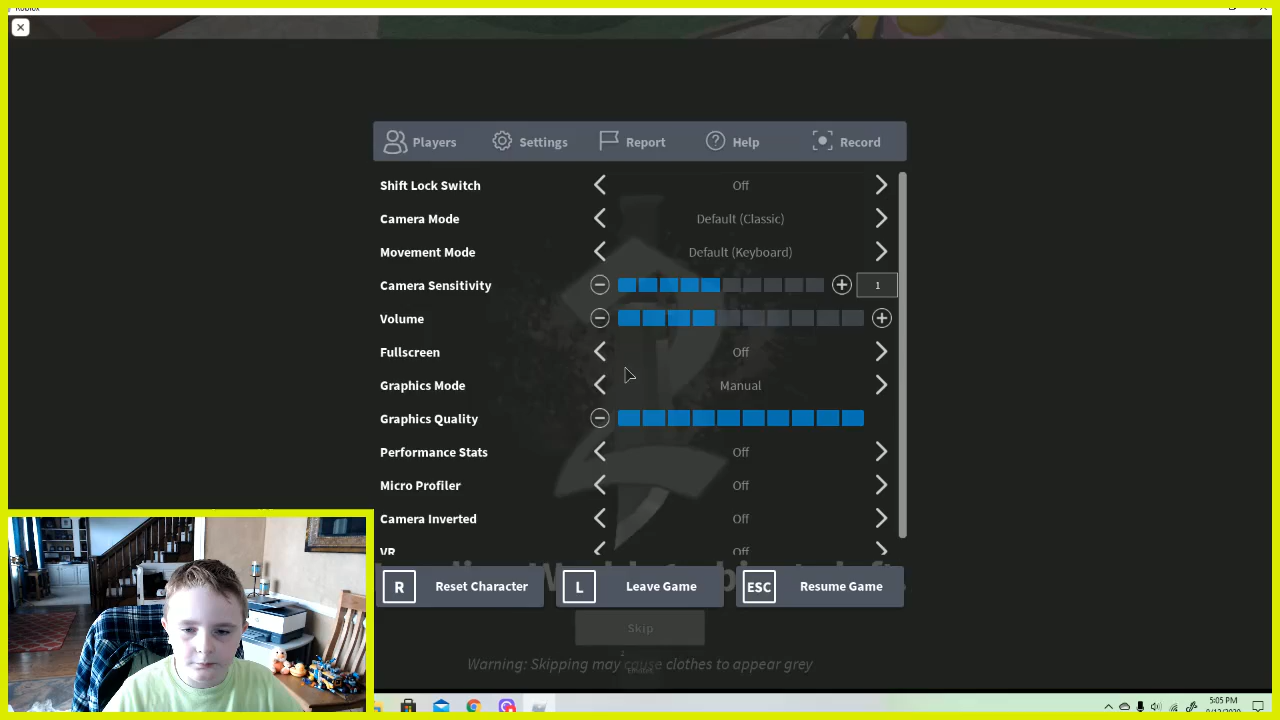 Roblox
Players Settings Report Help Record
Shift Lock Switch Off
Camera Mode Default (Classic)
Movement Mode Default (Keyboard)
Camera Sensitivity 1
Volume
Fullscreen Off
Graphics Mode Manual
Graphics Quality
Performance Stats Off
Micro Profiler Off
Camera Inverted Off
VR Off
R Reset Character L Leave Game ESC Resume Game
Skip
Warning: Skipping may cause clothes to appear grey
5:05 PM